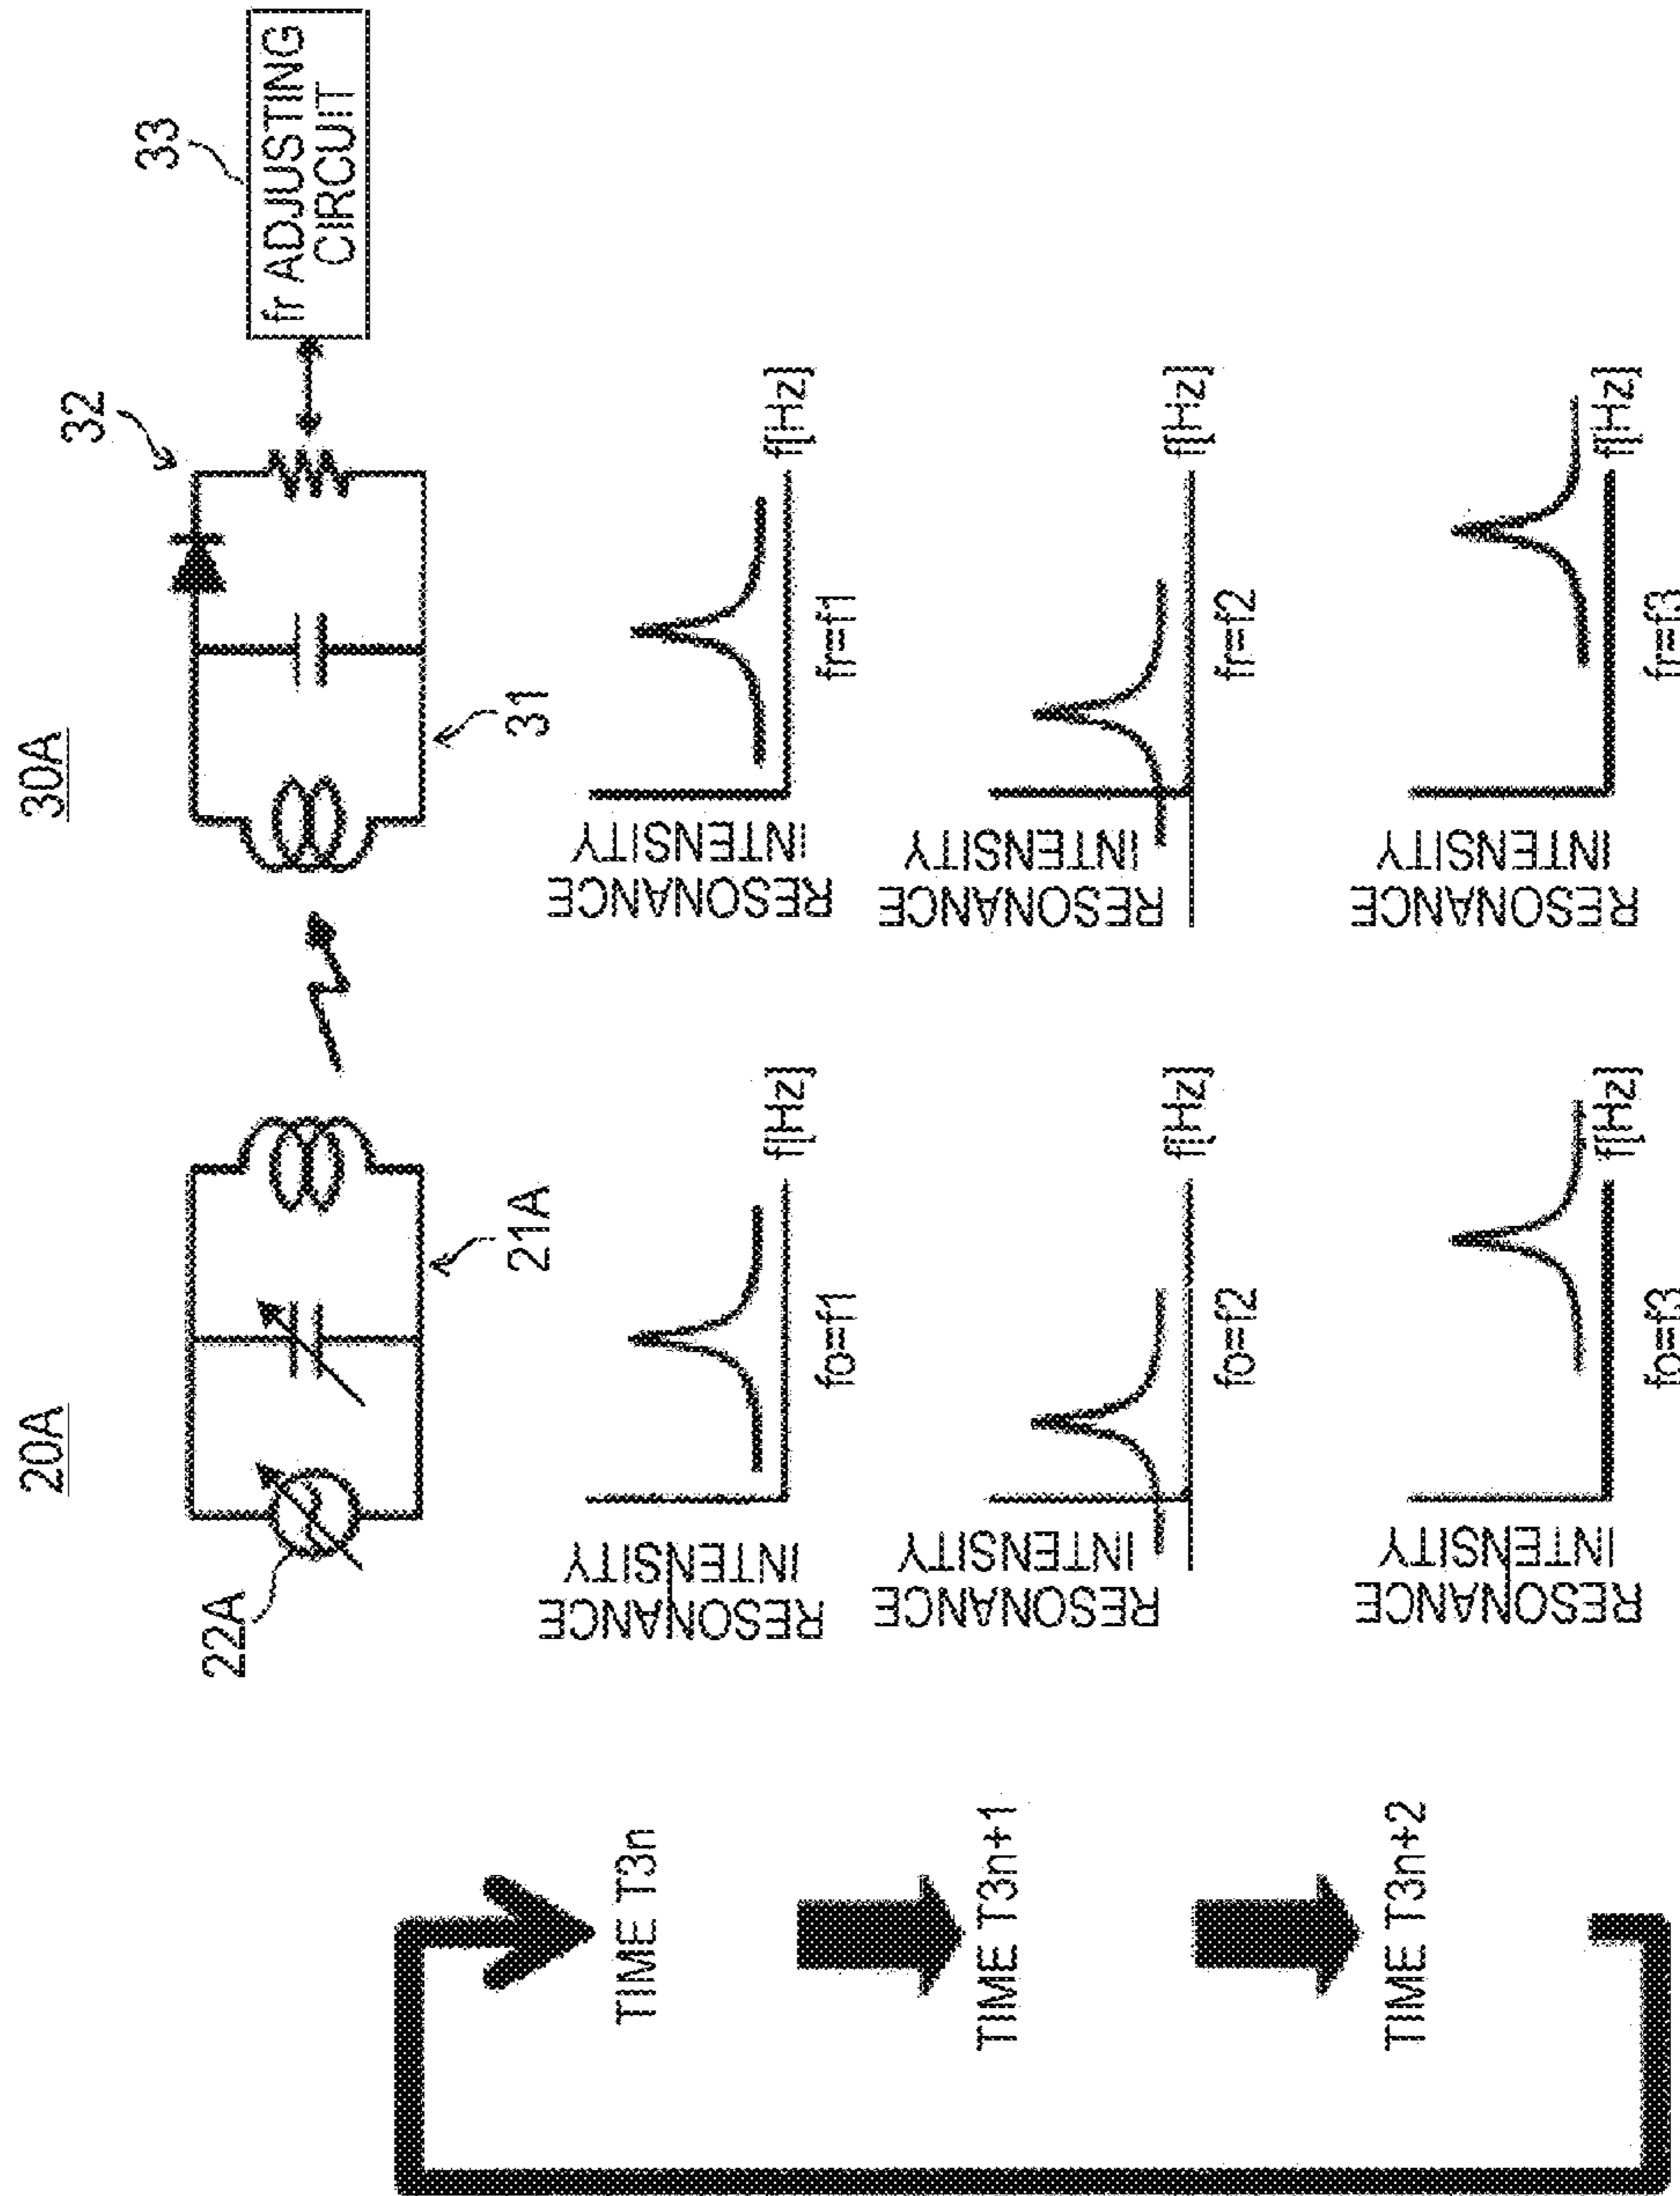 20A
30A
22A
21A
31
32
33
fr ADJUSTING
CIRCUIT
TIME T3n
RESONANCE
INTENSITY
f[Hz]
fo=f1
RESONANCE
INTENSITY
f[Hz]
fr=f1
TIME T3n+1
RESONANCE
INTENSITY
f[Hz]
fo=f2
RESONANCE
INTENSITY
f[Hz]
fr=f2
TIME T3n+2
RESONANCE
INTENSITY
f[Hz]
fo=f3
RESONANCE
INTENSITY
f[Hz]
fr=f3